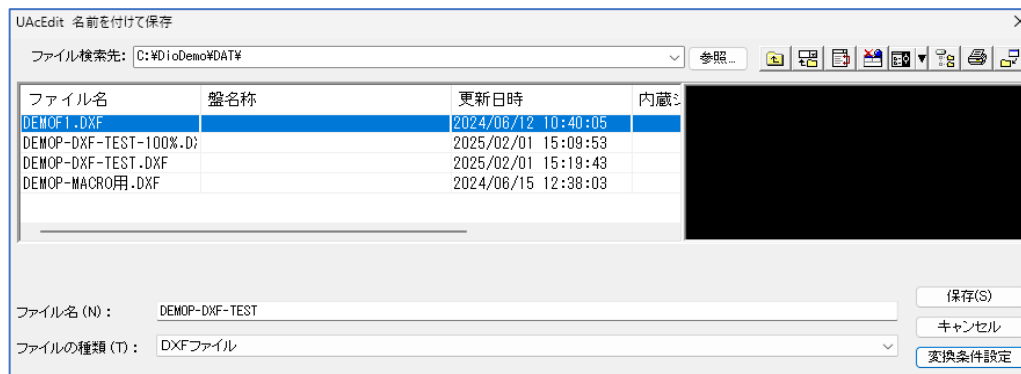 UAcEdit 名前を付けて保存
ファイル検索先: C:¥DioDemo¥DAT¥ 参照...
ファイル名 盤名称 更新日時 内蔵シ
DEMOF1.DXF 2024/06/12 10:40:05
DEMOP-DXF-TEST-100%.DX 2025/02/01 15:09:53
DEMOP-DXF-TEST.DXF 2025/02/01 15:19:43
DEMOP-MACRO用.DXF 2024/06/15 12:38:03
保存(S)
ファイル名(N): DEMOP-DXF-TEST
キャンセル
ファイルの種類(T): DXFファイル
変換条件設定